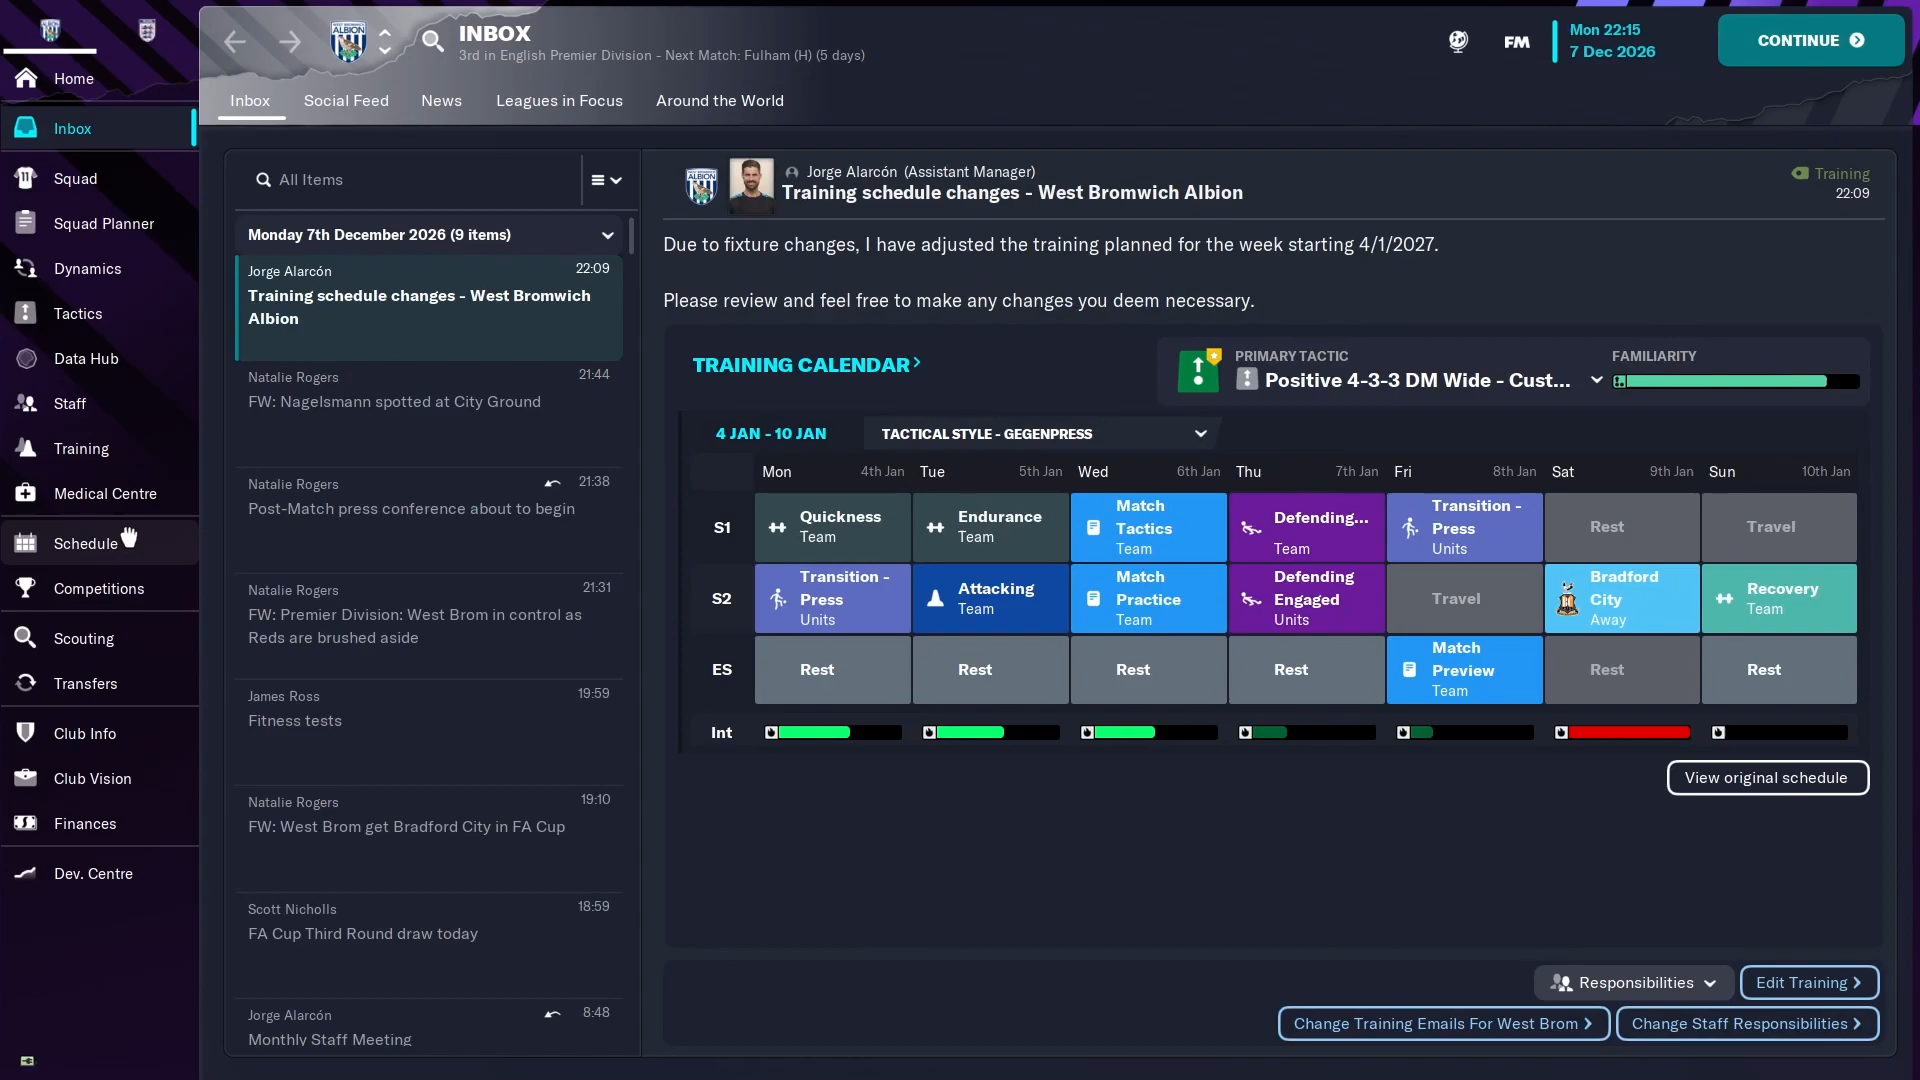 INBOX
3rd in English Premier Division - Next Match: Fulham (H) (5 days)
FM
Mon 22:15
7 Dec 2026
CONTINUE
Inbox
Social Feed
News
Leagues in Focus
Around the World
Home
Inbox
Squad
Squad Planner
Dynamics
Tactics
Data Hub
Staff
Training
Medical Centre
Schedule
Competitions
Scouting
Transfers
Club Info
Club Vision
Finances
Dev. Centre
All Items
Monday 7th December 2026 (9 items)
Jorge Alarcón 22:09
Training schedule changes - West Bromwich
Albion
Natalie Rogers 21:44
FW: Nagelsmann spotted at City Ground
Natalie Rogers 21:38
Post-Match press conference about to begin
Natalie Rogers 21:31
FW: Premier Division: West Brom in control as
Reds are brushed aside
James Ross 19:59
Fitness tests
Natalie Rogers 19:10
FW: West Brom get Bradford City in FA Cup
Scott Nicholls 18:59
FA Cup Third Round draw today
Jorge Alarcón 8:48
Monthly Staff Meeting
Jorge Alarcón (Assistant Manager)
Training schedule changes - West Bromwich Albion
Training
22:09
Due to fixture changes, I have adjusted the training planned for the week starting 4/1/2027.
Please review and feel free to make any changes you deem necessary.
TRAINING CALENDAR
PRIMARY TACTIC
Positive 4-3-3 DM Wide - Cust...
FAMILIARITY
4 JAN - 10 JAN
TACTICAL STYLE - GEGENPRESS
Mon 4th Jan Tue 5th Jan Wed 6th Jan Thu 7th Jan Fri 8th Jan Sat 9th Jan Sun 10th Jan
S1
Quickness
Team
Endurance
Team
Match
Tactics
Team
Defending...
Team
Transition -
Press
Units
Rest
Travel
S2
Transition -
Press
Units
Attacking
Team
Match
Practice
Team
Defending
Engaged
Units
Travel
Bradford
City
Away
Recovery
Team
ES
Rest
Rest
Rest
Rest
Match
Preview
Team
Rest
Rest
Int
View original schedule
Responsibilities
Edit Training
Change Training Emails For West Brom
Change Staff Responsibilities
ALBION
ALBION